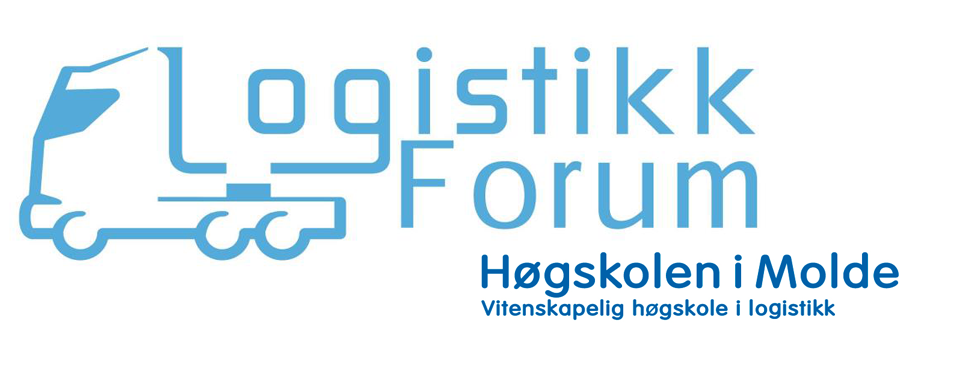 Logistikk
Forum
Høgskolen i Molde
Vitenskapelig høgskole i logistikk